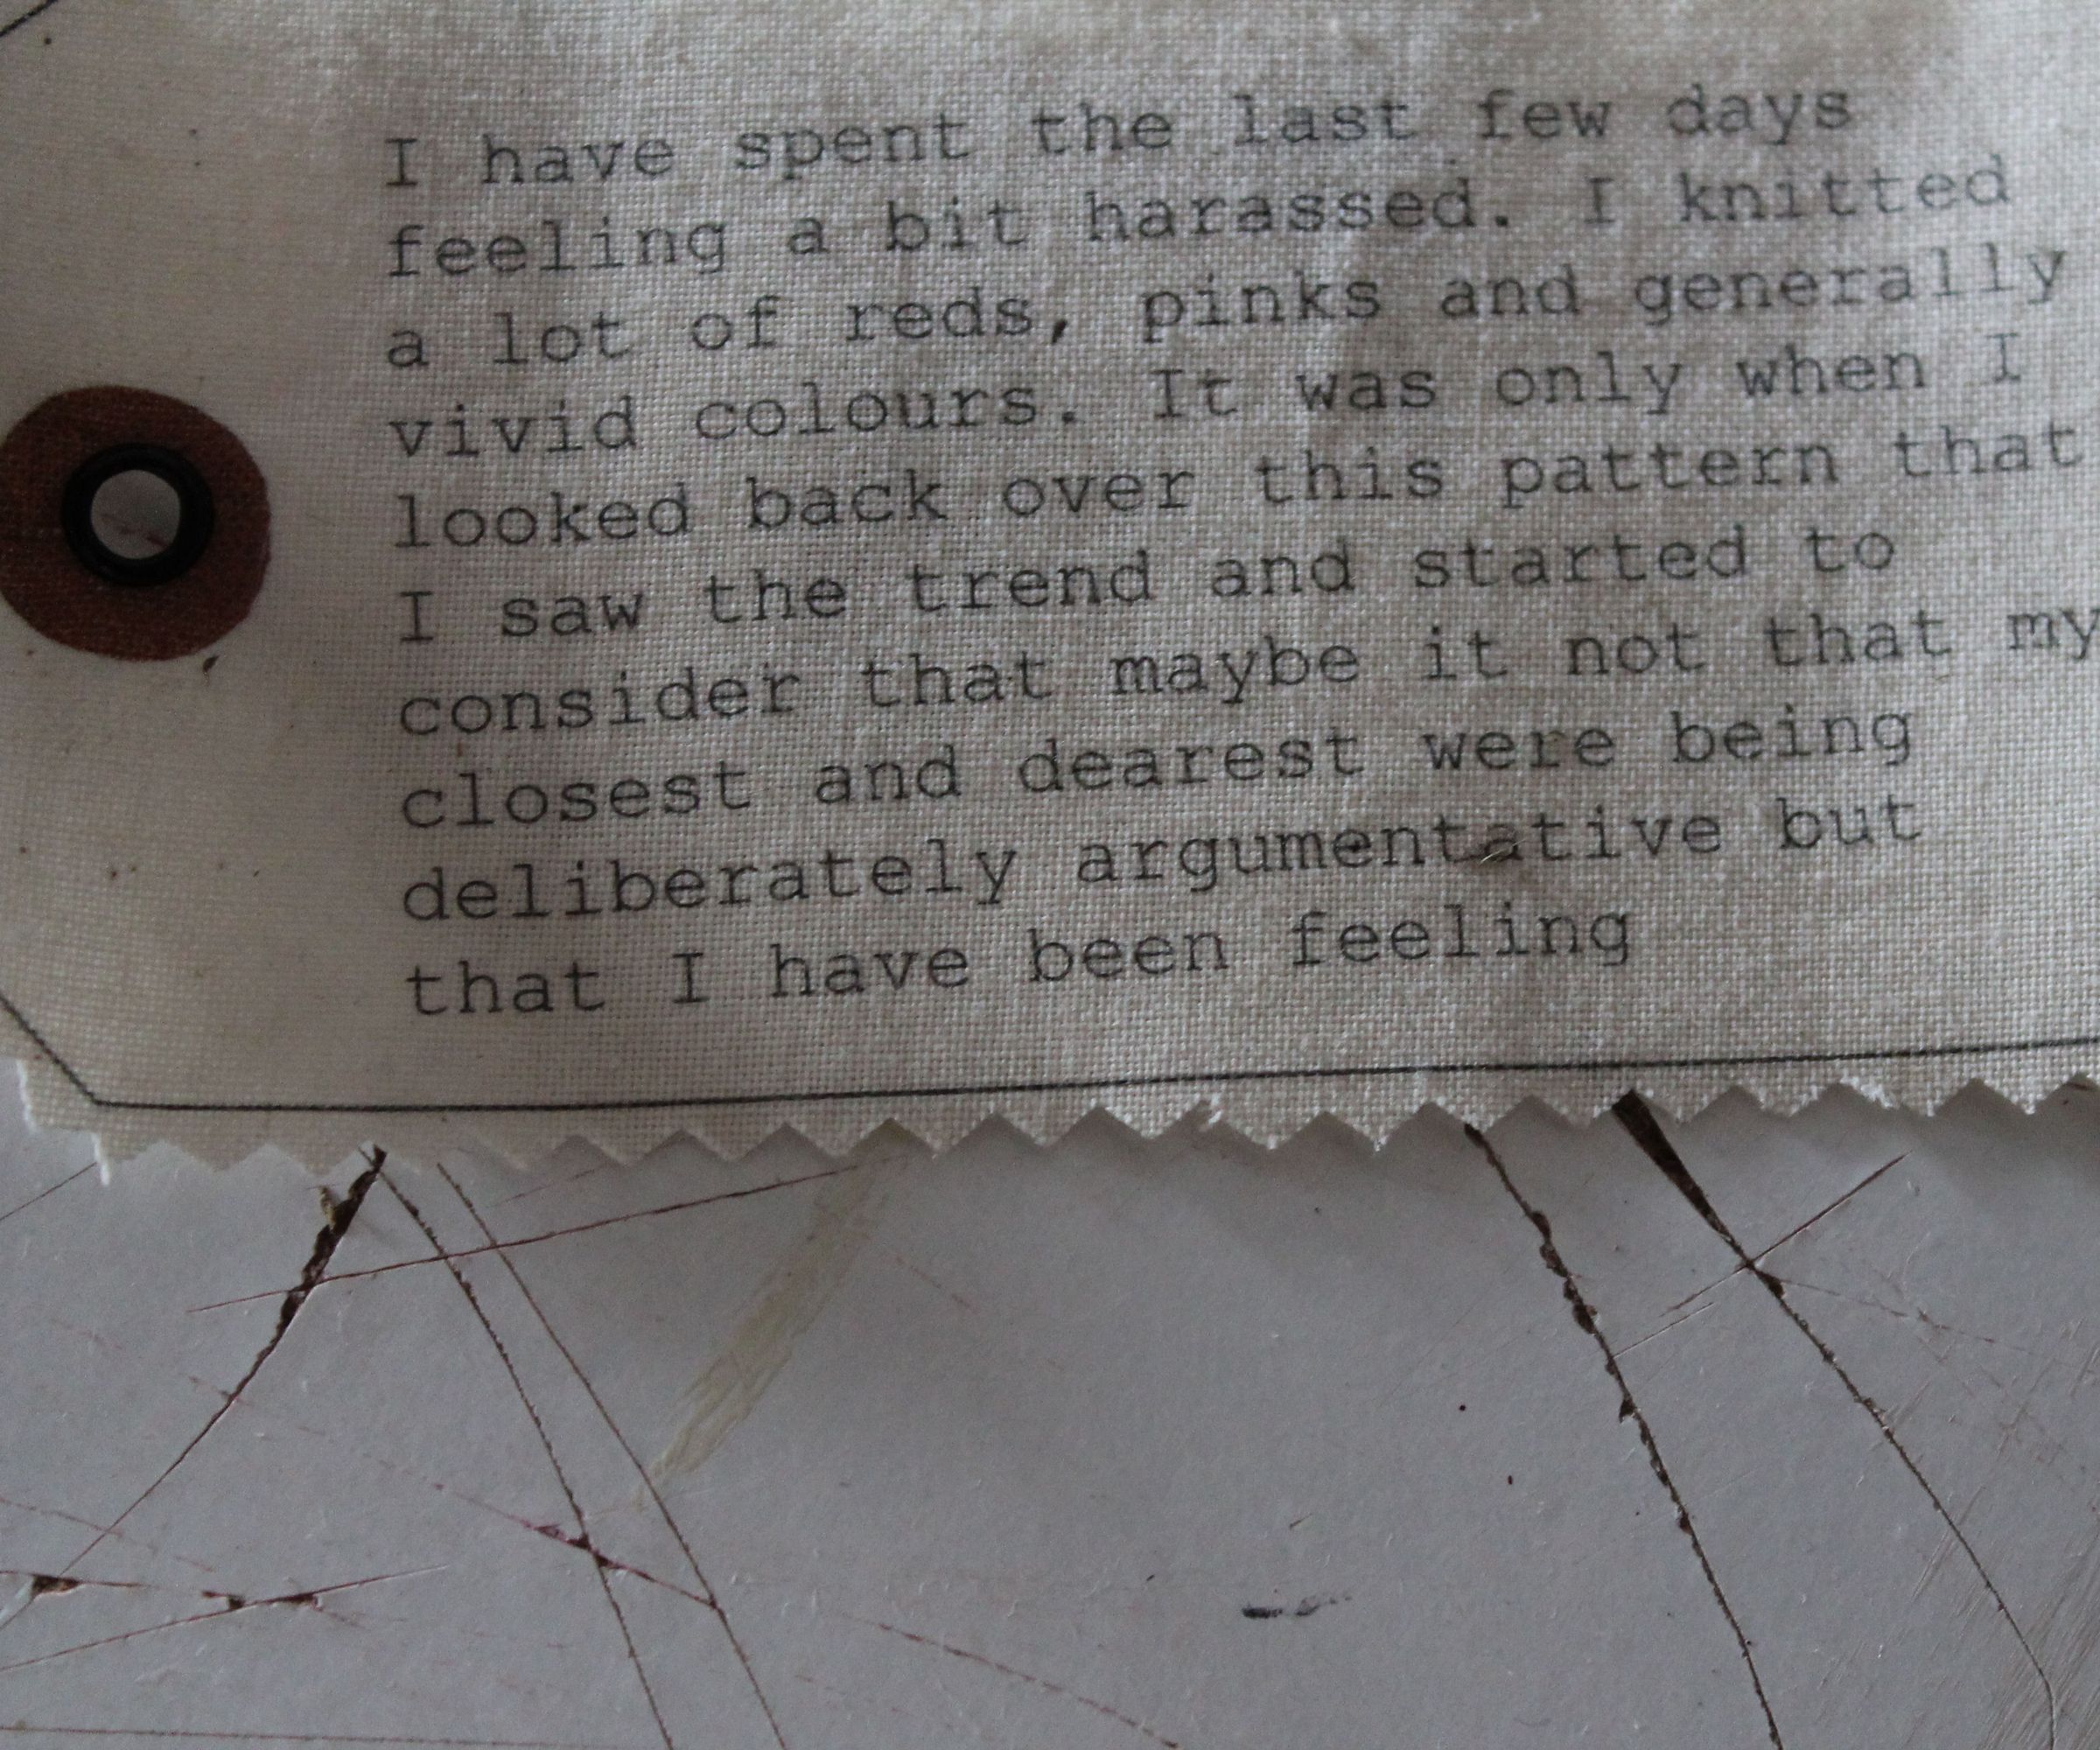 I have spent the last few days
feeling a bit harassed. I knitted
a lot of reds, pinks and generally
vivid colours. It was only when I
looked back over this pattern that
I saw the trend and started to
consider that maybe it not that my
closest and dearest were being
deliberately argumentative but
that I have been feeling